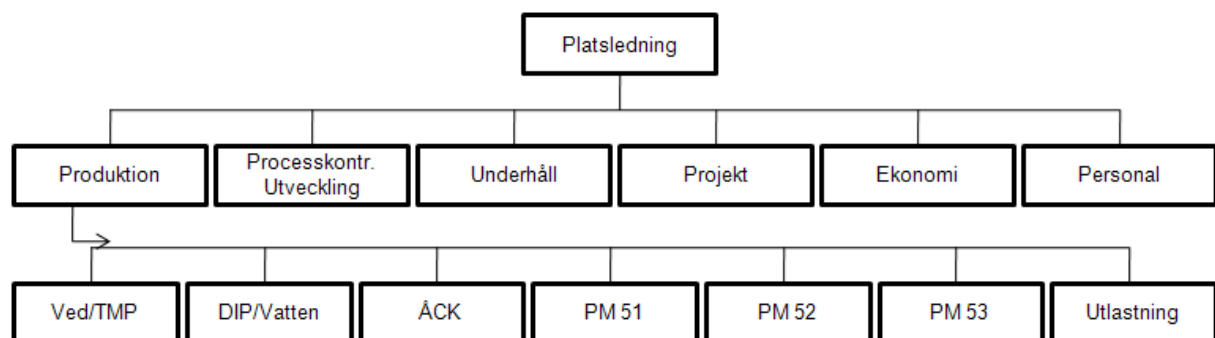 Platsledning
Produktion
Processkontr.
Utveckling
Underhåll
Projekt
Ekonomi
Personal
Ved/TMP
DIP/Vatten
ÅCK
PM 51
PM 52
PM 53
Utlastning